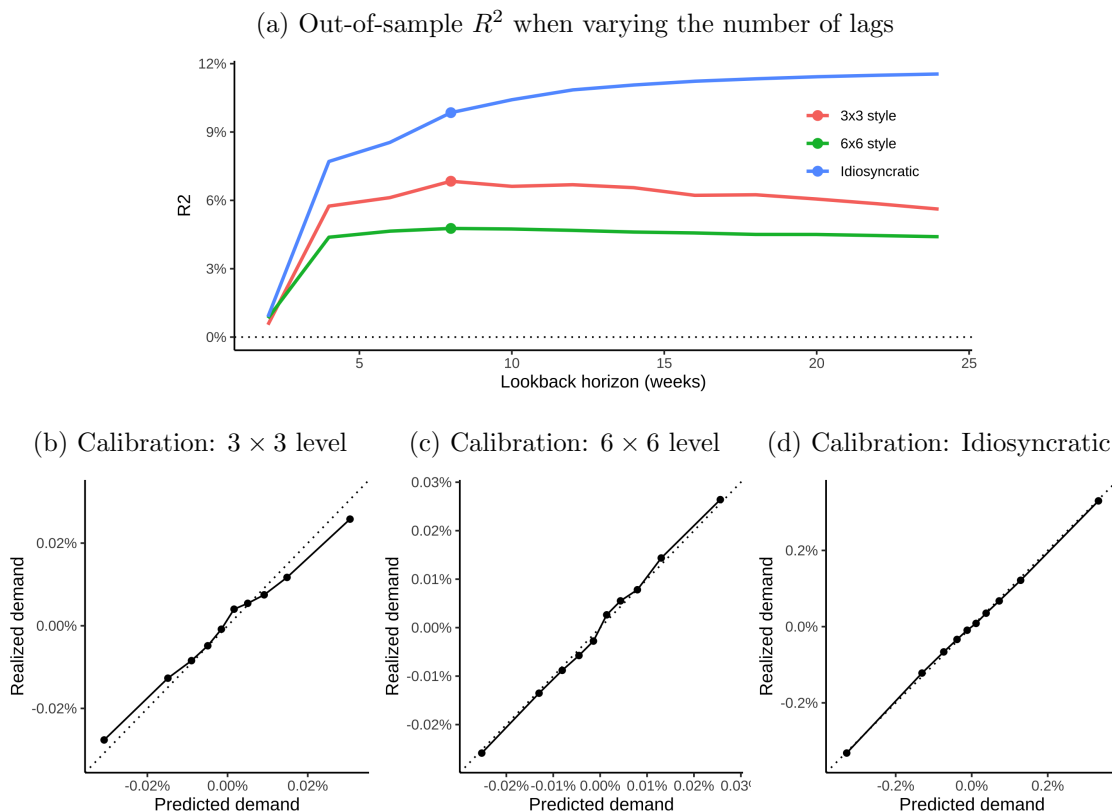 (a) Out-of-sample R² when varying the number of lags
12%
9%
6%
3%
0%
R2
3x3 style
6x6 style
Idiosyncratic
5 10 15 20 25
Lookback horizon (weeks)
(b) Calibration: 3 × 3 level
0.02%
0.00%
-0.02%
Realized demand
-0.02% 0.00% 0.02%
Predicted demand
(c) Calibration: 6 × 6 level
0.03%
0.02%
0.01%
0.00%
-0.01%
-0.02%
Realized demand
-0.02% -0.01% 0.00% 0.01% 0.02% 0.03
Predicted demand
(d) Calibration: Idiosyncratic
0.2%
0.0%
-0.2%
Realized demand
-0.2% 0.0% 0.2%
Predicted demand